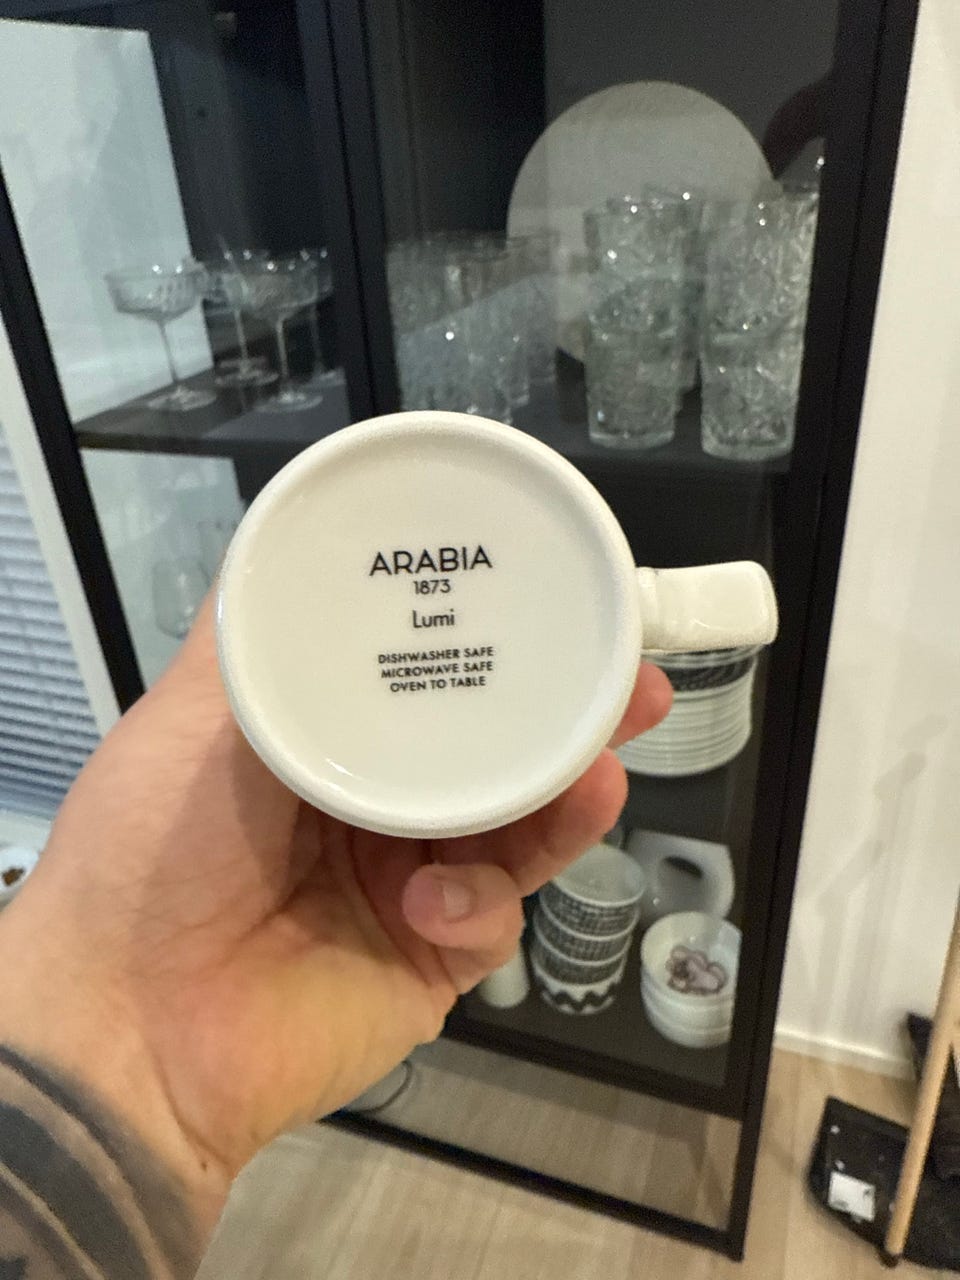 ARABIA
1873
Lumi
DISHWASHER SAFE
MICROWAVE SAFE
OVEN TO TABLE